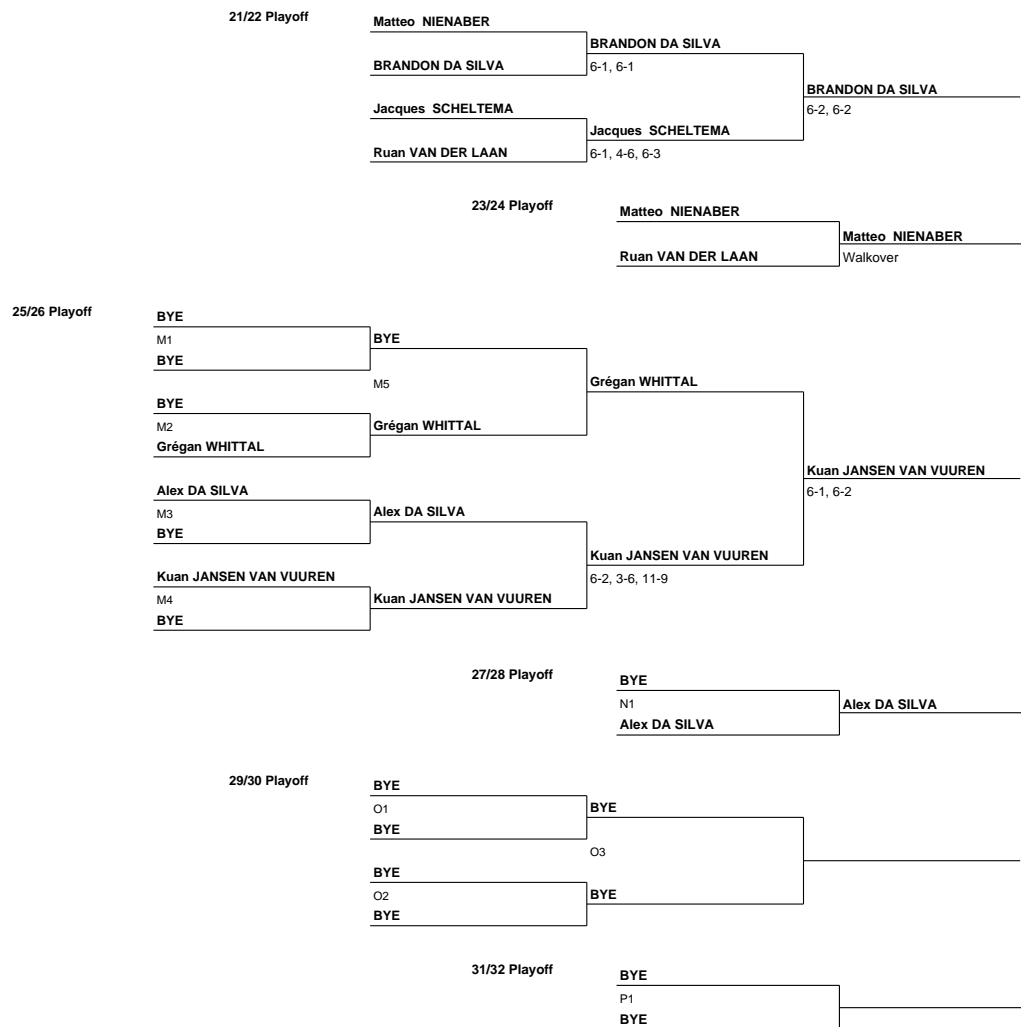 21/22 Playoff
Matteo NIENABER
BRANDON DA SILVA
BRANDON DA SILVA
6-1, 6-1
BRANDON DA SILVA
6-2, 6-2
Jacques SCHELTEMA
Jacques SCHELTEMA
Ruan VAN DER LAAN
6-1, 4-6, 6-3
23/24 Playoff
Matteo NIENABER
Matteo NIENABER
Ruan VAN DER LAAN
Walkover
25/26 Playoff
BYE
M1
BYE
BYE
M5
Grégan WHITTAL
BYE
M2
Grégan WHITTAL
Grégan WHITTAL
Kuan JANSEN VAN VUUREN
6-1, 6-2
Alex DA SILVA
M3
Alex DA SILVA
BYE
Kuan JANSEN VAN VUUREN
6-2, 3-6, 11-9
Kuan JANSEN VAN VUUREN
M4
Kuan JANSEN VAN VUUREN
BYE
27/28 Playoff
BYE
N1
Alex DA SILVA
Alex DA SILVA
29/30 Playoff
BYE
O1
BYE
BYE
O3
BYE
O2
BYE
BYE
31/32 Playoff
BYE
P1
BYE